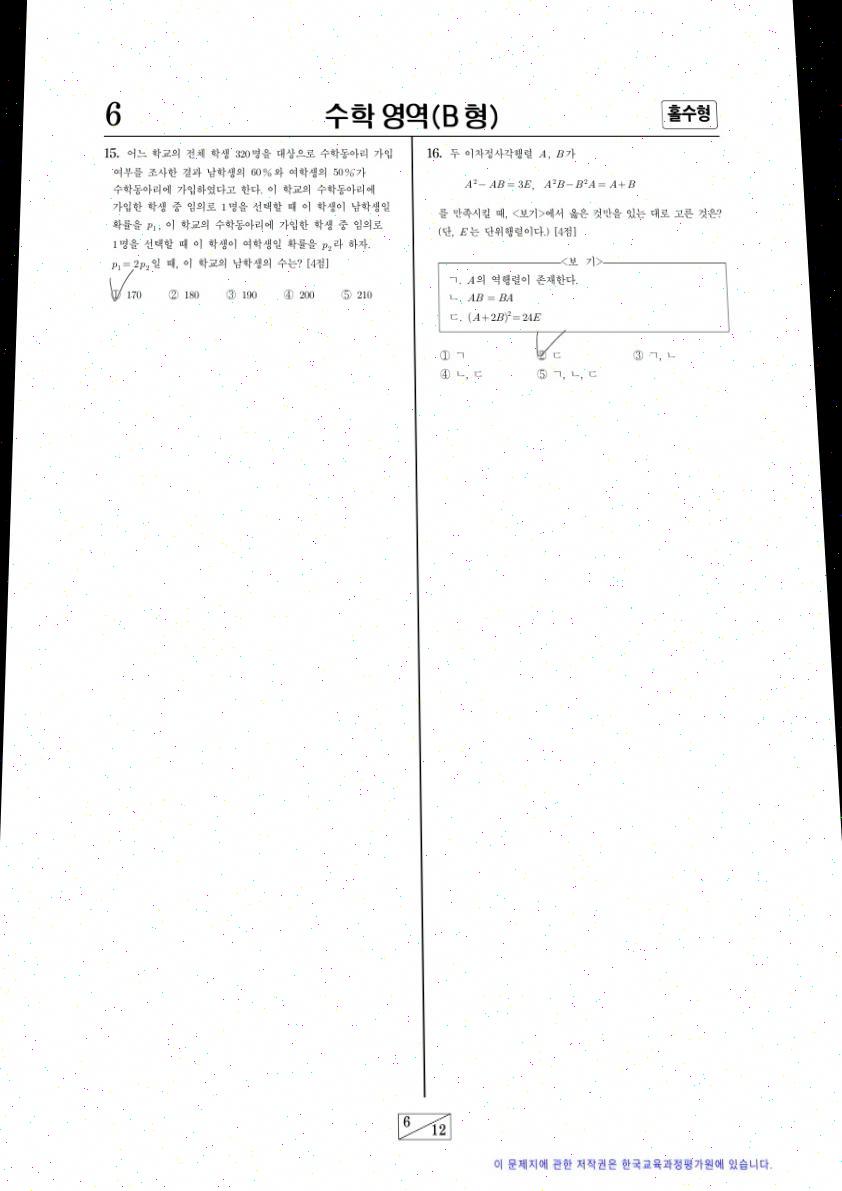 6
수학 영역(B 형)
홀수형
15. 어느 학교의 전체 학생 320명을 대상으로 수학동아리 가입
여부를 조사한 결과 남학생의 60%와 여학생의 50%가
수학동아리에 가입하였다고 한다. 이 학교의 수학동아리에
가입한 학생 중 임의로 1명을 선택할 때 이 학생이 남학생일
확률을 p₁, 이 학교의 수학동아리에 가입한 학생 중 임의로
1명을 선택할 때 이 학생이 여학생일 확률을 p₂라 하자.
p₁=2p₂일 때, 이 학교의 남학생의 수는? [4점]
① 170 ② 180 ③ 190 ④ 200 ⑤ 210
16. 두 이차정사각행렬 A, B가
A²−AB=3E, A²B−B²A=A+B
를 만족시킬 때, <보기>에서 옳은 것만을 있는 대로 고른 것은?
(단, E는 단위행렬이다.) [4점]
<보 기>
ㄱ. A의 역행렬이 존재한다.
ㄴ. AB=BA
ㄷ. (A+2B)²=24E
① ㄱ ② ㄷ ③ ㄱ, ㄴ
④ ㄴ, ㄷ ⑤ ㄱ, ㄴ, ㄷ
6
12
이 문제지에 관한 저작권은 한국교육과정평가원에 있습니다.